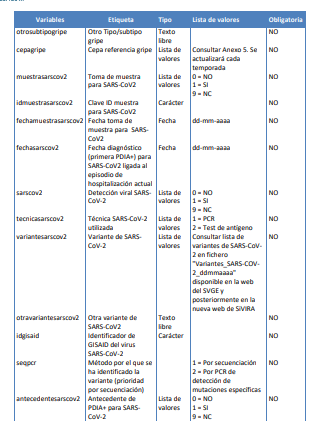 Variables Etiqueta Tipo Lista de valores Obligatoria
otrosubtipogripe Otro Tipo/subtipo Texto NO
gripe libre
cepagripe Cepa referencia gripe Lista de Consultar Anexo 5. Se NO
valores actualizará cada
temporada
muestrasarscov2 Toma de muestra Lista de 0 = NO NO
para SARS-CoV2 valores 1 = SI
9 = NC
idmuestrasarscov2 Clave ID muestra Carácter NO
para SARS-CoV2
fechamuestrasarscov2 Fecha toma de Fecha dd-mm-aaaa NO
muestra para SARS-
CoV2
fechasarscov2 Fecha diagnóstico Fecha dd-mm-aaaa NO
(primera PDIA+) para
SARS-CoV2 ligada al
episodio de
hospitalización actual
sarscov2 Detección viral SARS- Lista de 0 = NO NO
CoV-2 valores 1 = SI
9 = NC
tecnicasarscov2 Técnica SARS-CoV-2 Lista de 1 = PCR NO
utilizada valores 2 = Test de antígeno
variantesarscov2 Variante de SARS- Lista de Consultar lista de NO
CoV-2 valores variantes de SARS-CoV-
2 en fichero
"Variantes_SARS-COV-
2_ddmmaaaa"
disponible en la web
del SVGE y
posteriormente en la
nueva web de SiVIRA
otravariantesarscov2 Otra variante de Texto NO
SARS-CoV2 libre
idgisaid Identificador de Carácter NO
GISAID del virus
SARS-CoV-2
seqpcr Método por el que se 1 = Por secuenciación NO
ha identificado la 2 = Por PCR de
variante (prioridad detección de
por secuenciación) mutaciones específicas
antecedentesarscov2 Antecedente de Lista de 0 = NO NO
PDIA+ para SARS- valores 1 = SI
CoV-2 9 = NC